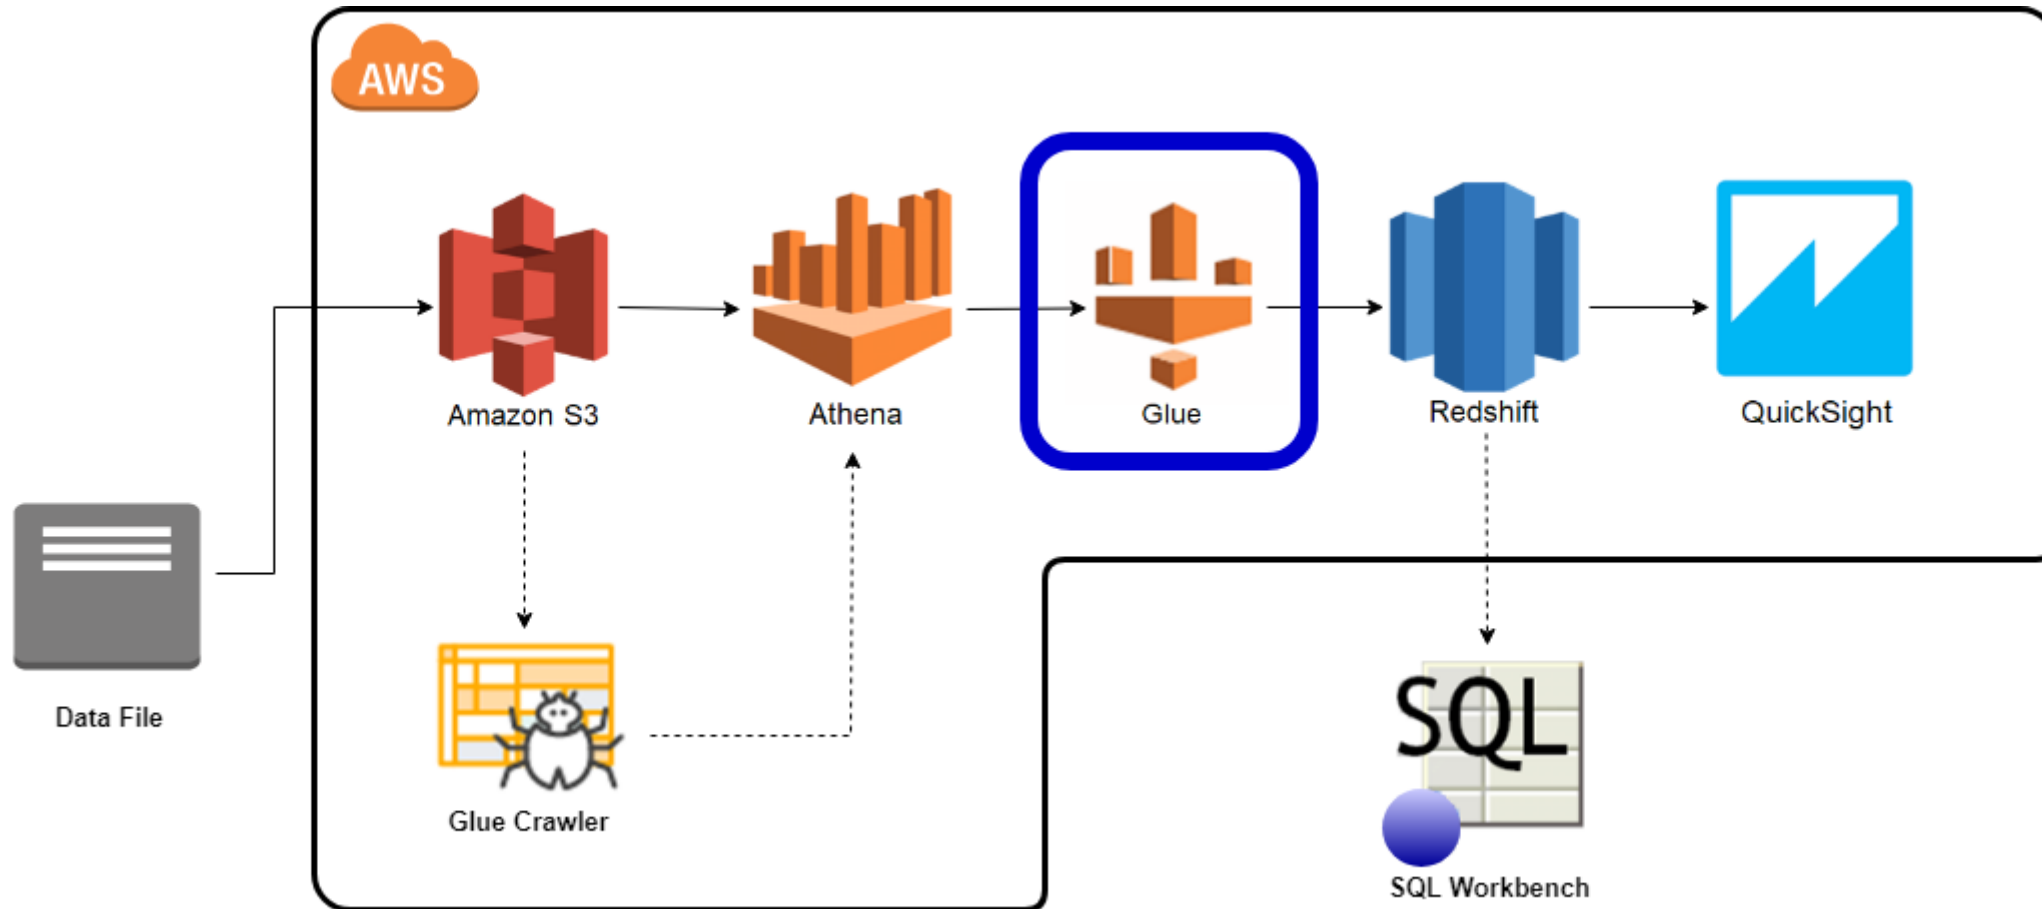 AWS
Amazon S3
Athena
Glue
Redshift
QuickSight
Data File
Glue Crawler
SQL
SQL Workbench